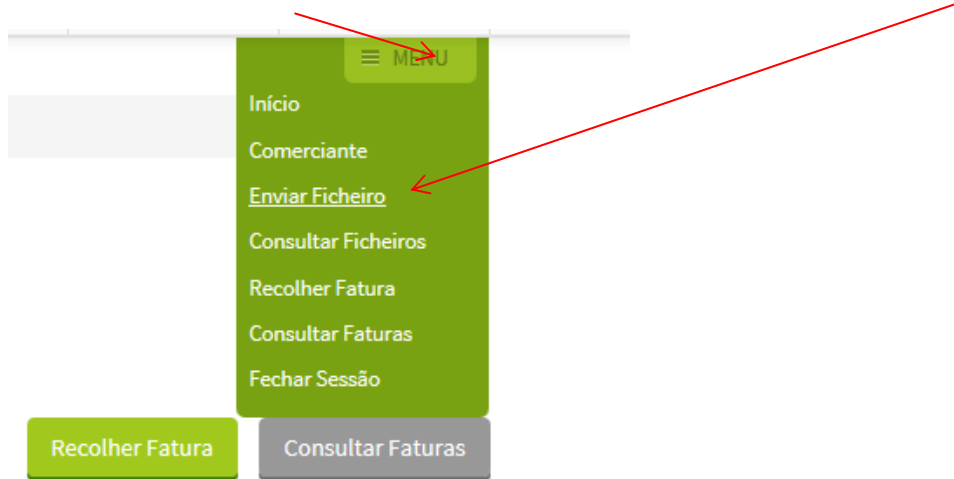 MENU
Início
Comerciante
Enviar Ficheiro
Consultar Ficheiros
Recolher Fatura
Consultar Faturas
Fechar Sessão
Recolher Fatura
Consultar Faturas